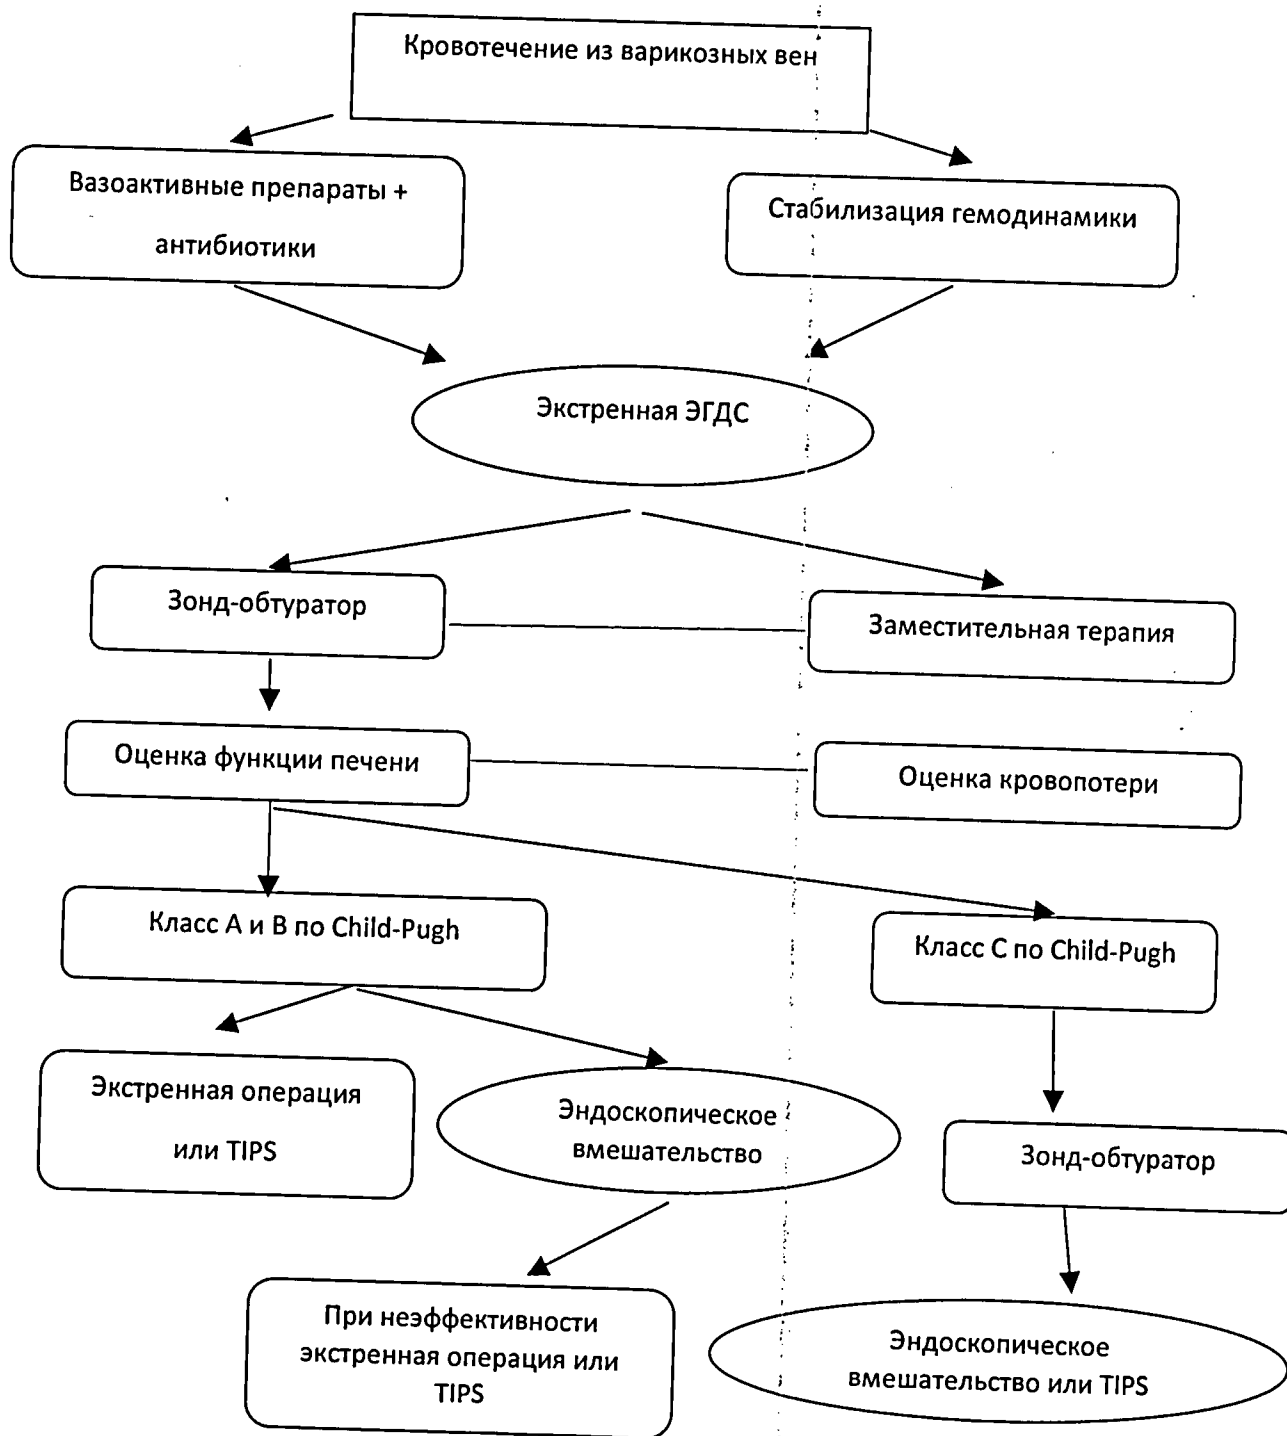 Кровотечение из варикозных вен
Вазоактивные препараты +
антибиотики
Стабилизация гемодинамики
Экстренная ЭГДС
Зонд-обтуратор
Заместительная терапия
Оценка функции печени
Оценка кровопотери
Класс А и В по Child-Pugh
Класс С по Child-Pugh
Экстренная операция
или TIPS
Эндоскопическое
вмешательство
Зонд-обтуратор
При неэффективности
экстренная операция или
TIPS
Эндоскопическое
вмешательство или TIPS